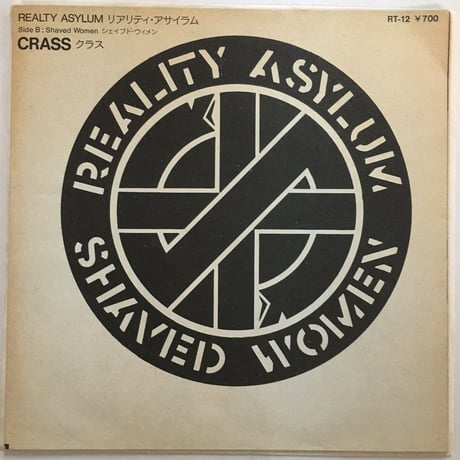 REALTY ASYLUM リアリティ・アサイラム RT-12 ¥700
Side B: Shaved Women シェイブド・ウィメン
CRASS クラス
REALITY ASYLUM
SHAVED WOMEN